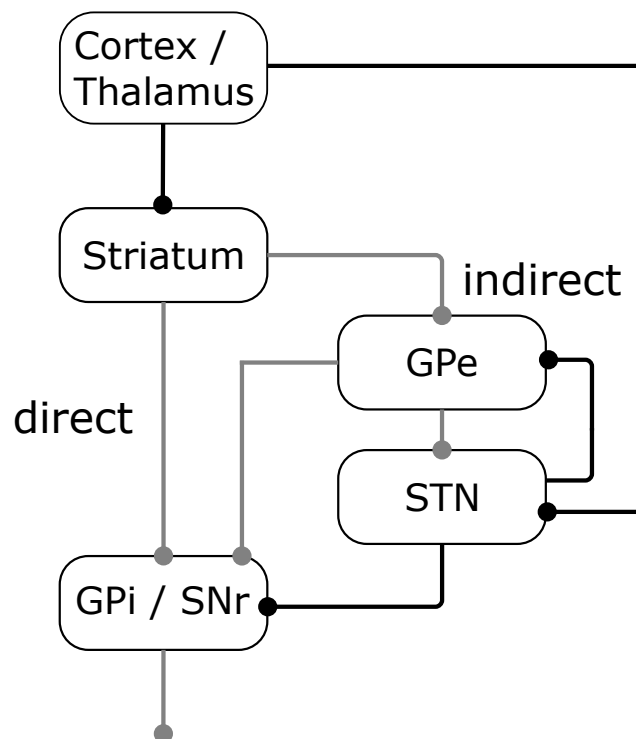 Cortex /
Thalamus
Striatum
indirect
GPe
direct
STN
GPi / SNr